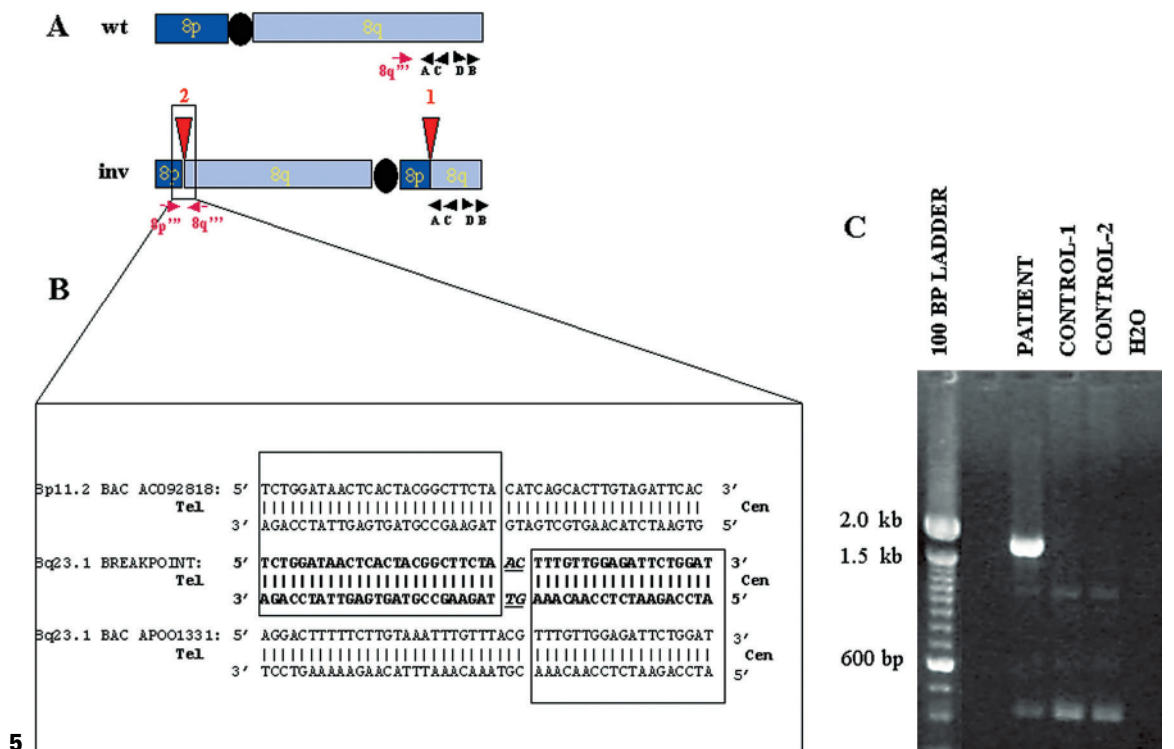 A wt 8p 8q
8q''' A C D B
2 1
inv 8p 8q 8p 8q
8p''' 8q''' A C D B
B
8p11.2 BAC AC092818: 5' TCTGGATAACTCACTACGGCTTCTA CATCAGCACTTGTAGATTCAC 3'
Tel Cen
3' AGACCTATTGAGTGATGCCGAAGAT GTAGTCGTGAACATCTAAGTG 5'
8q23.1 BREAKPOINT: 5' TCTGGATAACTCACTACGGCTTCTA AC TTTGTTGGAGATTCTGGAT 3'
Tel Cen
3' AGACCTATTGAGTGATGCCGAAGAT TG AAACAACCTCTAAGACCTA 5'
8q23.1 BAC AP001331: 5' AGGACTTTTTCTTGTAAATTTGTTTACG TTTGTTGGAGATTCTGGAT 3'
Tel Cen
3' TCCTGAAAAAGAACATTTAAACAAATGC AAACAACCTCTAAGACCTA 5'
C
100 BP LADDER
PATIENT
CONTROL-1
CONTROL-2
H2O
2.0 kb
1.5 kb
600 bp
5